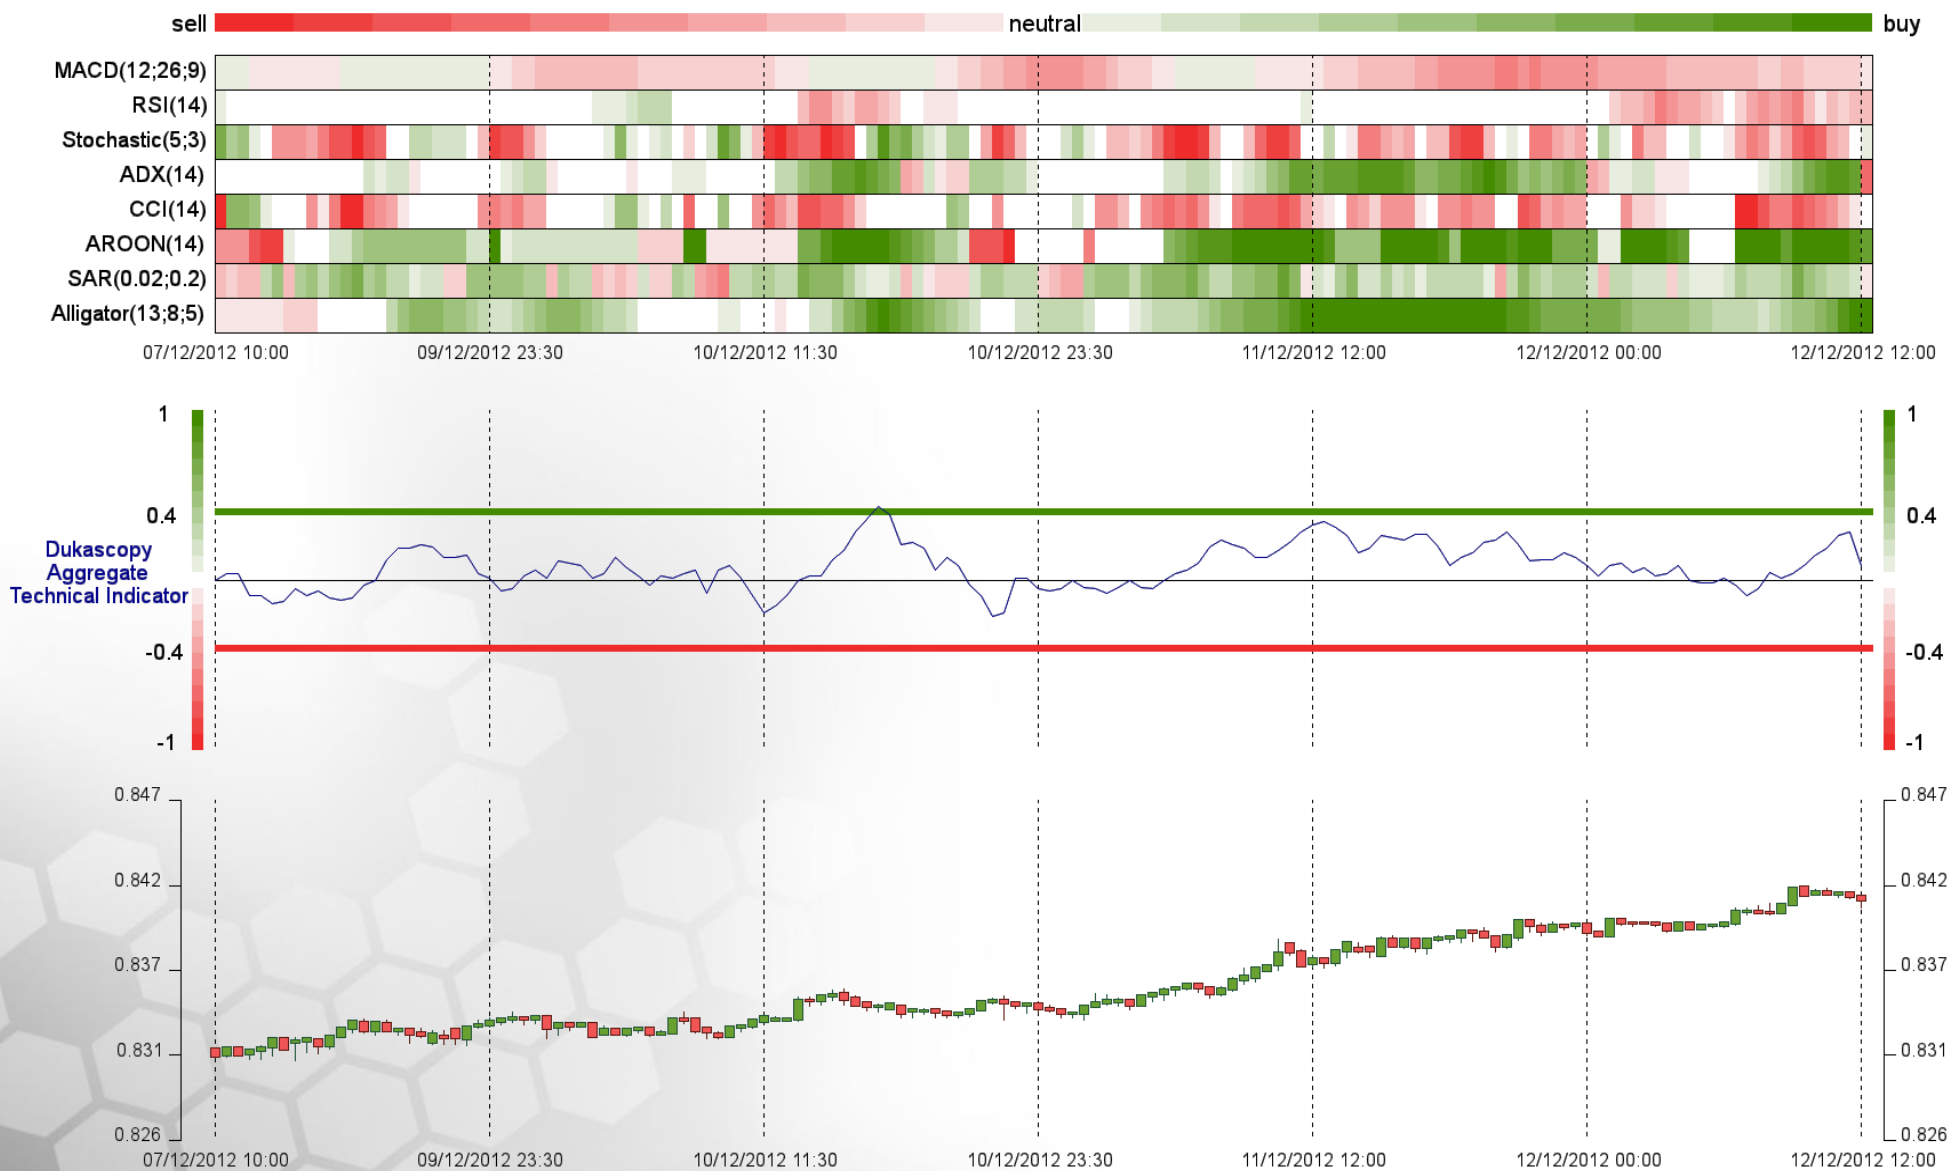 sell neutral buy
MACD(12;26;9)
RSI(14)
Stochastic(5;3)
ADX(14)
CCI(14)
AROON(14)
SAR(0.02;0.2)
Alligator(13;8;5)
07/12/2012 10:00 09/12/2012 23:30 10/12/2012 11:30 10/12/2012 23:30 11/12/2012 12:00 12/12/2012 00:00 12/12/2012 12:00
1 1
0.4 0.4
Dukascopy
Aggregate
Technical Indicator
-0.4 -0.4
-1 -1
0.847 0.847
0.842 0.842
0.837 0.837
0.831 0.831
0.826 0.826
07/12/2012 10:00 09/12/2012 23:30 10/12/2012 11:30 10/12/2012 23:30 11/12/2012 12:00 12/12/2012 00:00 12/12/2012 12:00